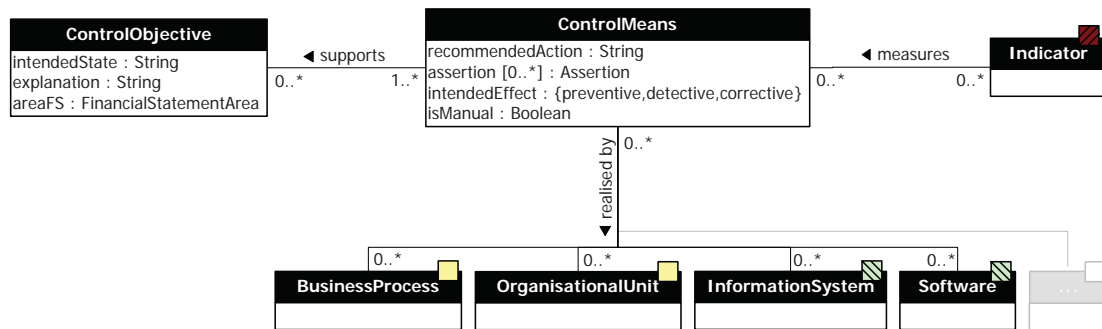 ControlObjective
intendedState : String
explanation : String
areaFS : FinancialStatementArea
◄ supports
0..*
1..*
ControlMeans
recommendedAction : String
assertion [0..*] : Assertion
intendedEffect : {preventive,detective,corrective}
isManual : Boolean
◄ measures
0..*
0..*
Indicator
0..*
realised by ►
0..*
0..*
0..*
0..*
BusinessProcess
OrganisationalUnit
InformationSystem
Software
...